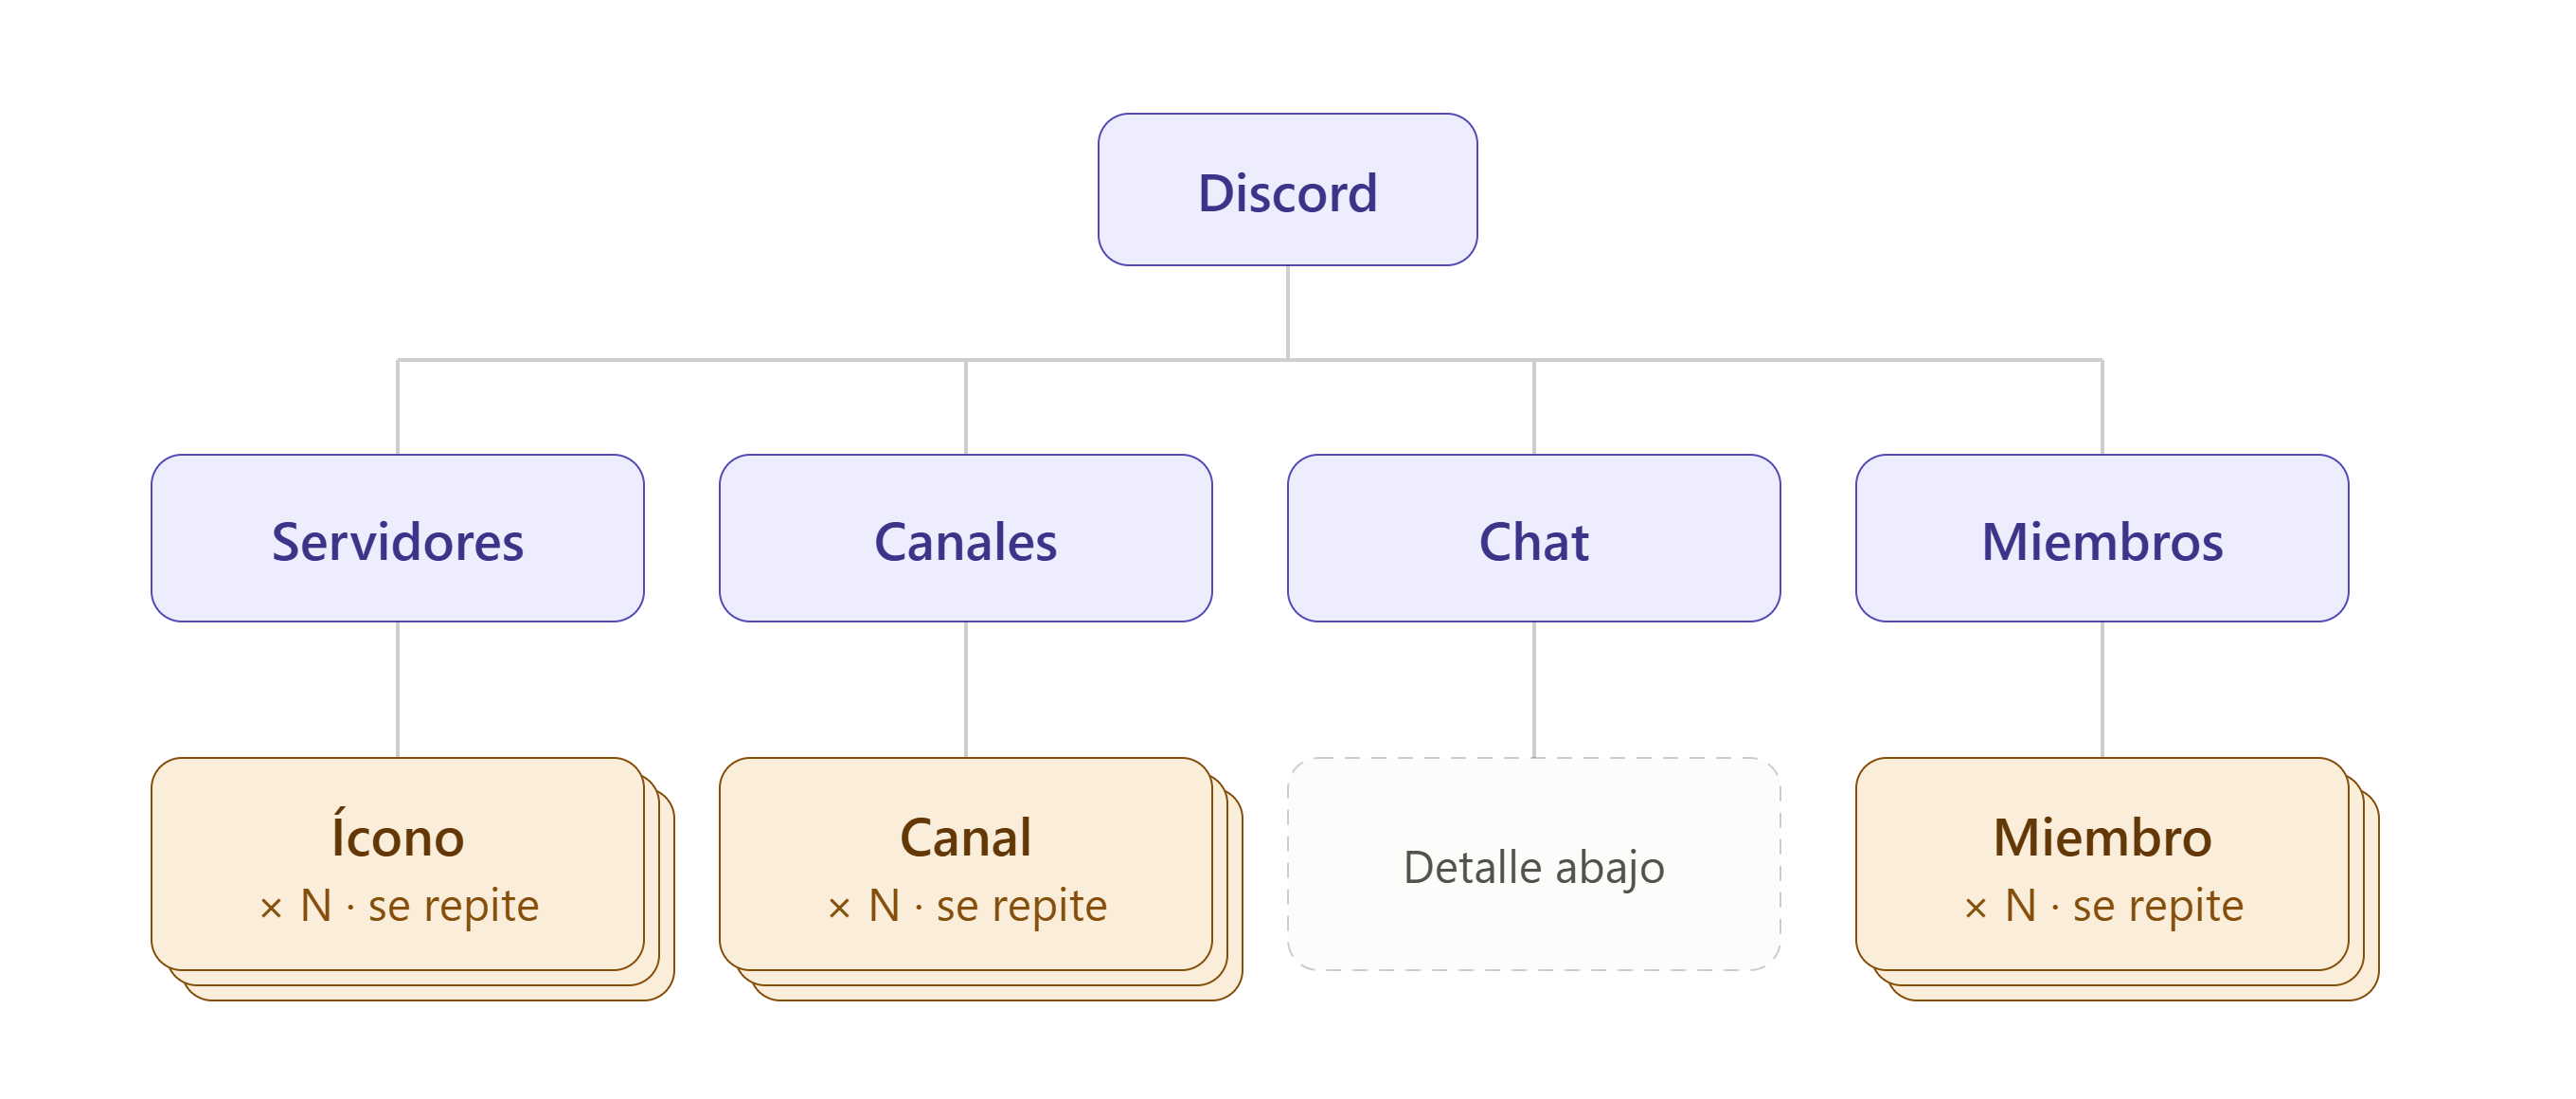 Discord
Servidores
Canales
Chat
Miembros
Ícono
× N · se repite
Canal
× N · se repite
Detalle abajo
Miembro
× N · se repite